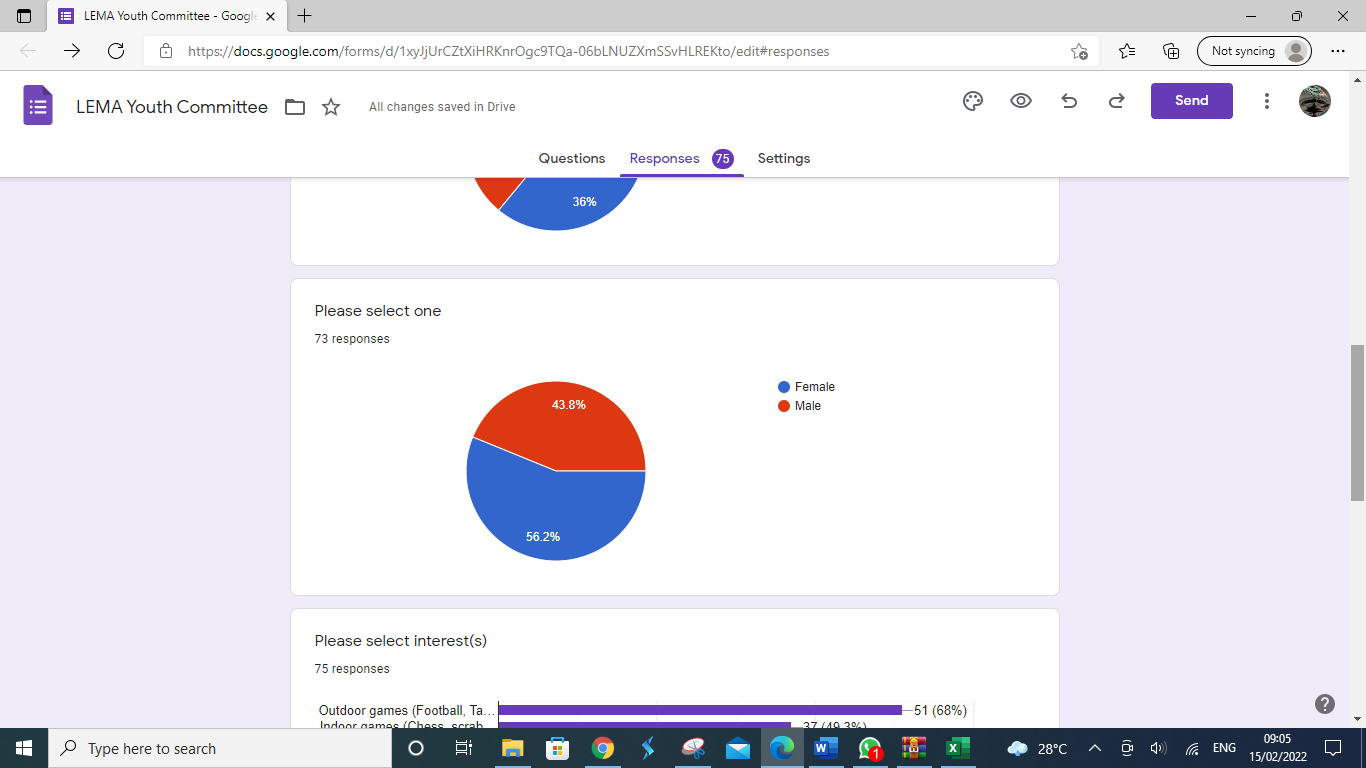 LEMA Youth Committee - Google
https://docs.google.com/forms/d/1xyJjUrCZtXiHRKnrOgc9TQa-06bLNUZXmSSvHLREKto/edit#responses
Not syncing
LEMA Youth Committee
All changes saved in Drive
Send
Questions
Responses 75
Settings
36%
Please select one
73 responses
43.8%
56.2%
Female
Male
Please select interest(s)
75 responses
Outdoor games (Football, Ta... 51 (68%)
Indoor games (Chess, scrab... 37 (49.3%)
Type here to search
1
28°C
ENG
09:05
15/02/2022